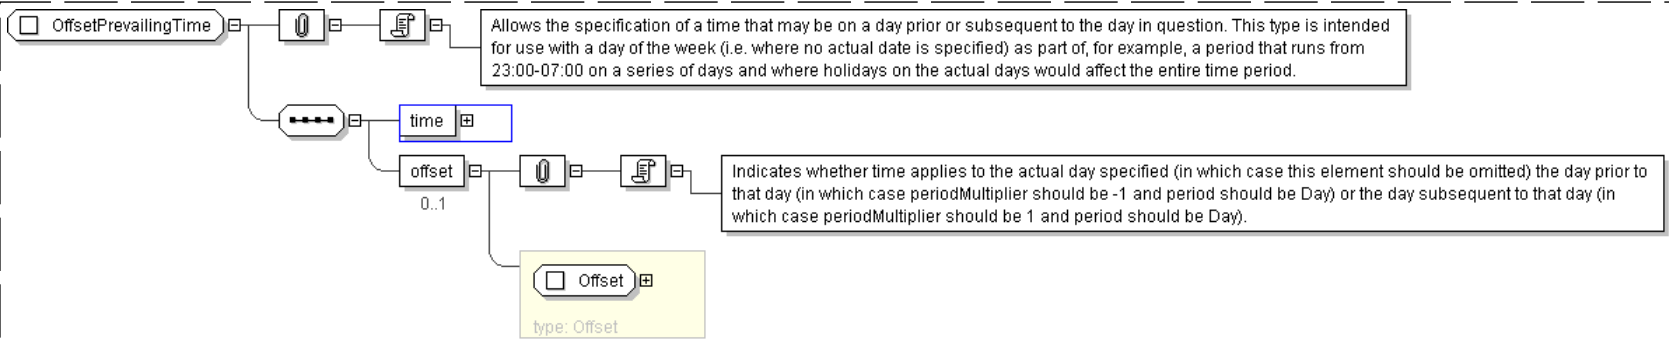 OffsetPrevailingTime
Allows the specification of a time that may be on a day prior or subsequent to the day in question. This type is intended
for use with a day of the week (i.e. where no actual date is specified) as part of, for example, a period that runs from
23:00-07:00 on a series of days and where holidays on the actual days would affect the entire time period.
time
offset
0..1
Indicates whether time applies to the actual day specified (in which case this element should be omitted) the day prior to
that day (in which case periodMultiplier should be -1 and period should be Day) or the day subsequent to that day (in
which case periodMultiplier should be 1 and period should be Day).
Offset
type: Offset